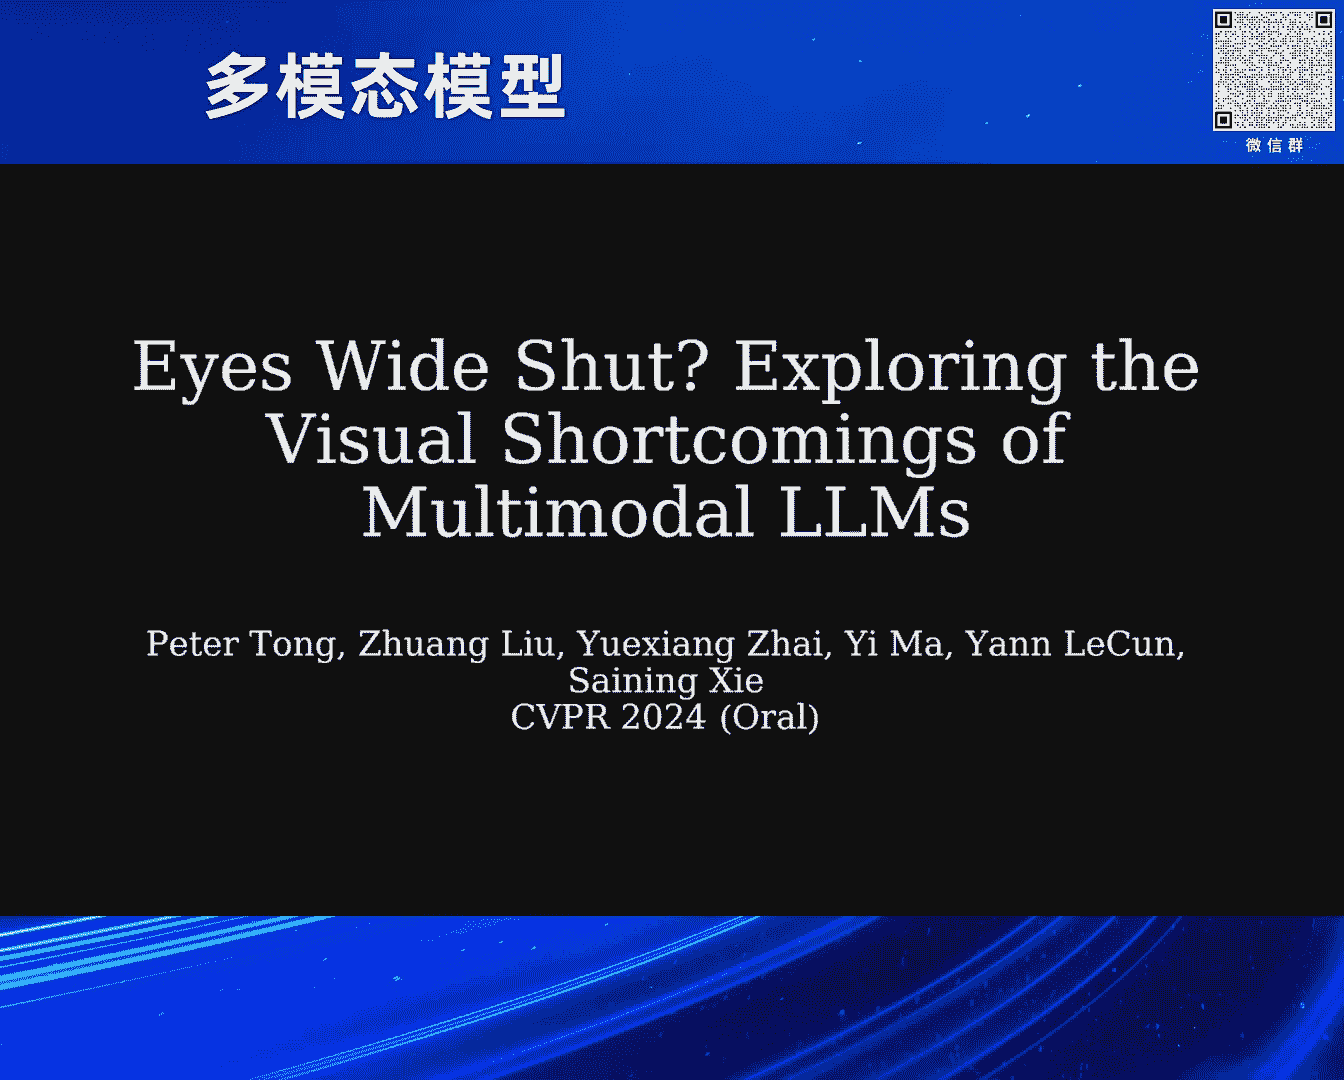 多模态模型
微信群
Eyes Wide Shut? Exploring the
Visual Shortcomings of
Multimodal LLMs
Peter Tong, Zhuang Liu, Yuexiang Zhai, Yi Ma, Yann LeCun,
Saining Xie
CVPR 2024 (Oral)